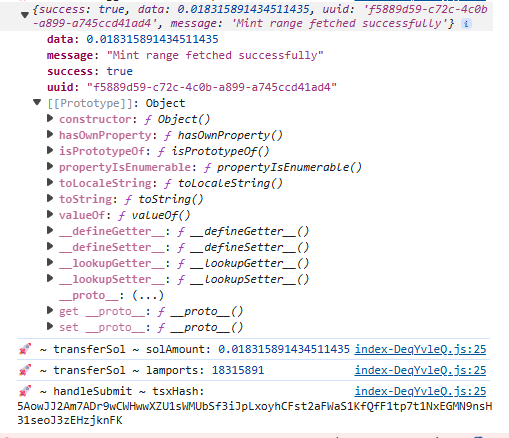 {success: true, data: 0.018315891434511435, uuid: 'f5889d59-c72c-4c0b
-a899-a745ccd41ad4', message: 'Mint range fetched successfully'} i
data: 0.018315891434511435
message: "Mint range fetched successfully"
success: true
uuid: "f5889d59-c72c-4c0b-a899-a745ccd41ad4"
[[Prototype]]: Object
constructor: ƒ Object()
hasOwnProperty: ƒ hasOwnProperty()
isPrototypeOf: ƒ isPrototypeOf()
propertyIsEnumerable: ƒ propertyIsEnumerable()
toLocaleString: ƒ toLocaleString()
toString: ƒ toString()
valueOf: ƒ valueOf()
__defineGetter__: ƒ __defineGetter__()
__defineSetter__: ƒ __defineSetter__()
__lookupGetter__: ƒ __lookupGetter__()
__lookupSetter__: ƒ __lookupSetter__()
__proto__: (...)
get __proto__: ƒ __proto__()
set __proto__: ƒ __proto__()
🚀 ~ transferSol ~ solAmount: 0.018315891434511435 index-DeqYvleQ.js:25
🚀 ~ transferSol ~ lamports: 18315891 index-DeqYvleQ.js:25
🚀 ~ handleSubmit ~ tsxHash: index-DeqYvleQ.js:25
5AowJJ2Am7ADr9wCWHwwXZU1sWMUbSf3iJpLxoyhCFst2aFWaS1KfQfF1tp7t1NxEGMN9nsH
31seoJ3zEHzjknFK